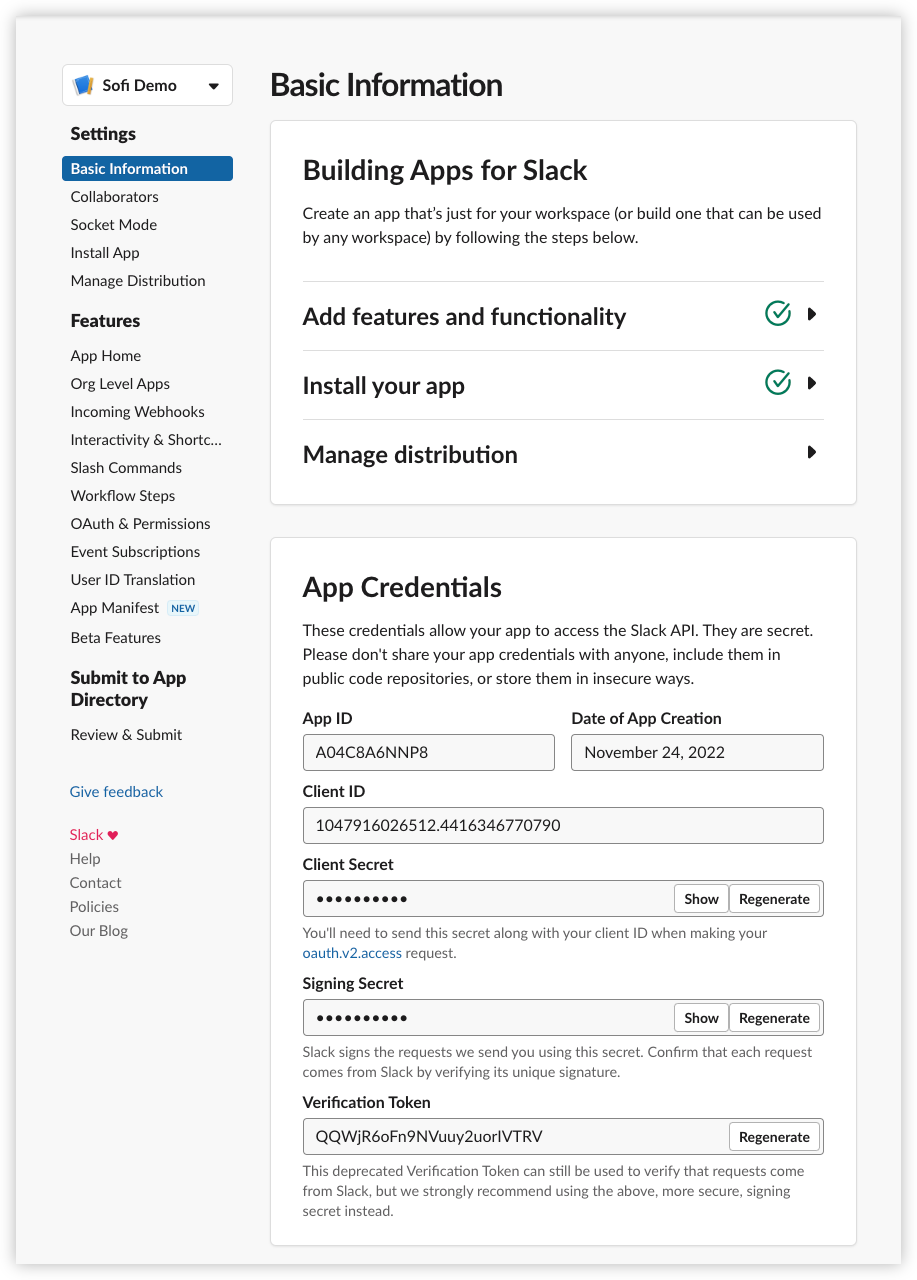 Sofi Demo
Settings
Basic Information
Collaborators
Socket Mode
Install App
Manage Distribution
Features
App Home
Org Level Apps
Incoming Webhooks
Interactivity & Shortc...
Slash Commands
Workflow Steps
OAuth & Permissions
Event Subscriptions
User ID Translation
App Manifest NEW
Beta Features
Submit to App
Directory
Review & Submit
Give feedback
Slack ♥
Help
Contact
Policies
Our Blog
Basic Information
Building Apps for Slack
Create an app that’s just for your workspace (or build one that can be used
by any workspace) by following the steps below.
Add features and functionality
Install your app
Manage distribution
App Credentials
These credentials allow your app to access the Slack API. They are secret.
Please don't share your app credentials with anyone, include them in
public code repositories, or store them in insecure ways.
App ID
A04C8A6NNP8
Date of App Creation
November 24, 2022
Client ID
1047916026512.4416346770790
Client Secret
•••••••••• Show Regenerate
You'll need to send this secret along with your client ID when making your
oauth.v2.access request.
Signing Secret
•••••••••• Show Regenerate
Slack signs the requests we send you using this secret. Confirm that each request
comes from Slack by verifying its unique signature.
Verification Token
QQWjR6oFn9NVuuy2uorIVTRV Regenerate
This deprecated Verification Token can still be used to verify that requests come
from Slack, but we strongly recommend using the above, more secure, signing
secret instead.